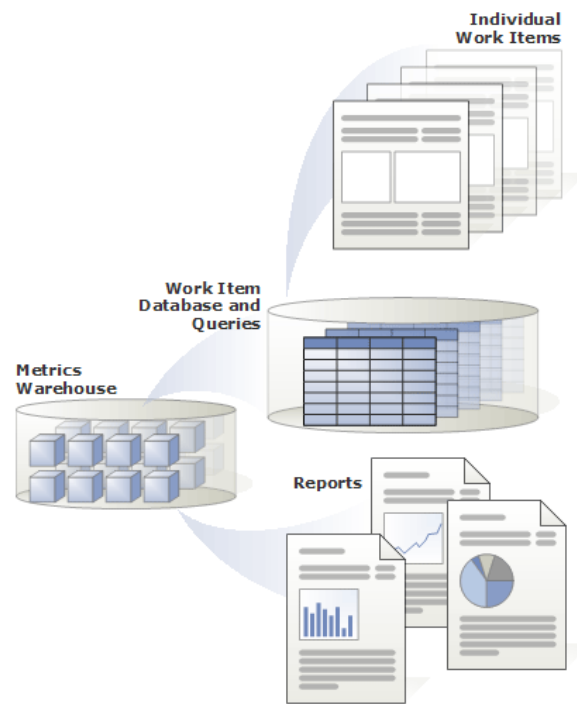 Individual
Work Items
Work Item
Database and
Queries
Metrics
Warehouse
Reports